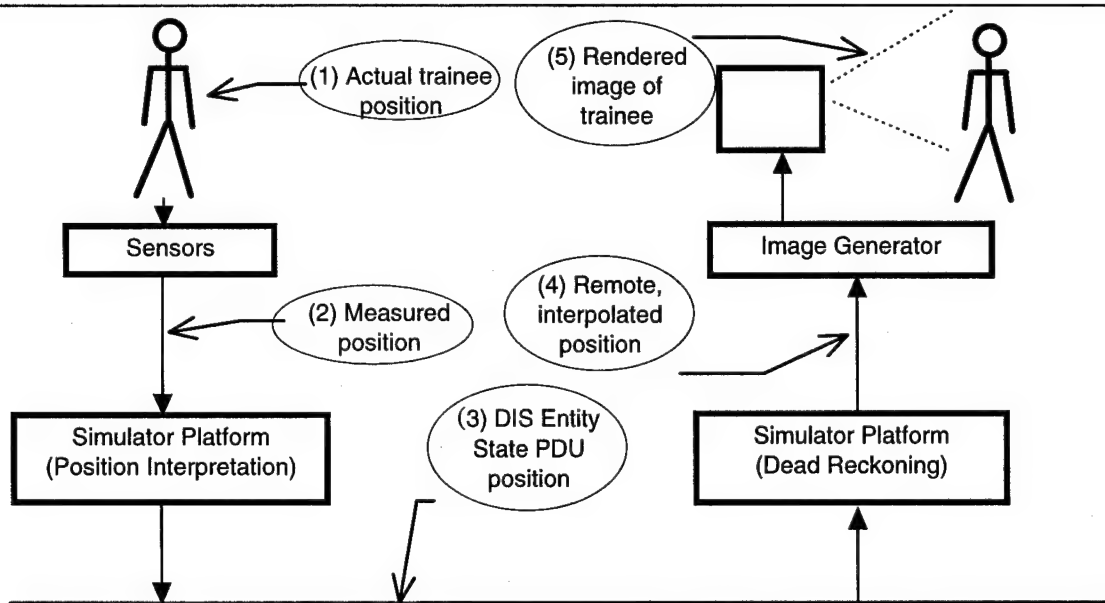 (1) Actual trainee
position
(5) Rendered
image of
trainee
Sensors
Image Generator
(2) Measured
position
(4) Remote,
interpolated
position
Simulator Platform
(Position Interpretation)
(3) DIS Entity
State PDU
position
Simulator Platform
(Dead Reckoning)